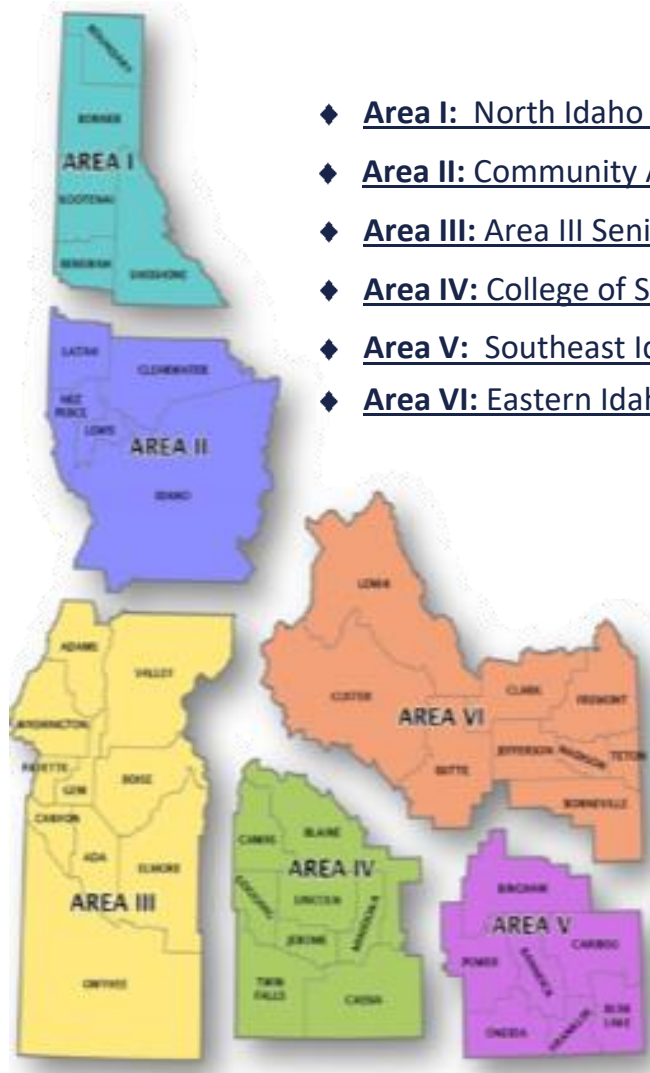 BOUNDARY
BONNER
AREA I
KOOTENAI
BENEWAH
SHOSHONE
♦ Area I: North Idaho
♦ Area II: Community A
♦ Area III: Area III Seni
♦ Area IV: College of S
♦ Area V: Southeast Id
♦ Area VI: Eastern Idah
LATAH
CLEARWATER
NEZ
PERCE
LEWIS
AREA II
IDAHO
ADAMS
VALLEY
WASHINGTON
PAYETTE
GEM
BOISE
CANYON
ADA
ELMORE
AREA III
OWYHEE
LEMHI
CUSTER
CLARK
FREMONT
AREA VI
JEFFERSON
MADISON
TETON
BUTTE
BONNEVILLE
CAMAS
BLAINE
AREA IV
GOODING
LINCOLN
JEROME
MINIDOKA
TWIN
FALLS
CASSIA
BINGHAM
AREA V
CARIBOU
POWER
BANNOCK
BEAR
LAKE
ONEIDA
FRANKLIN